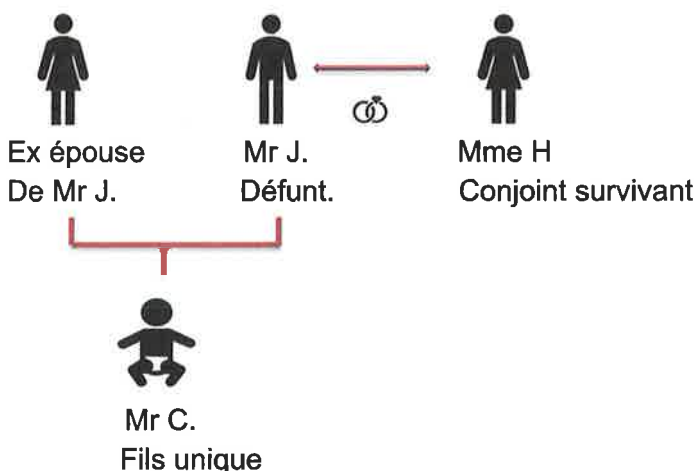 Ex épouse
De Mr J.
Mr J.
Défunt.
Mme H
Conjoint survivant
Mr C.
Fils unique